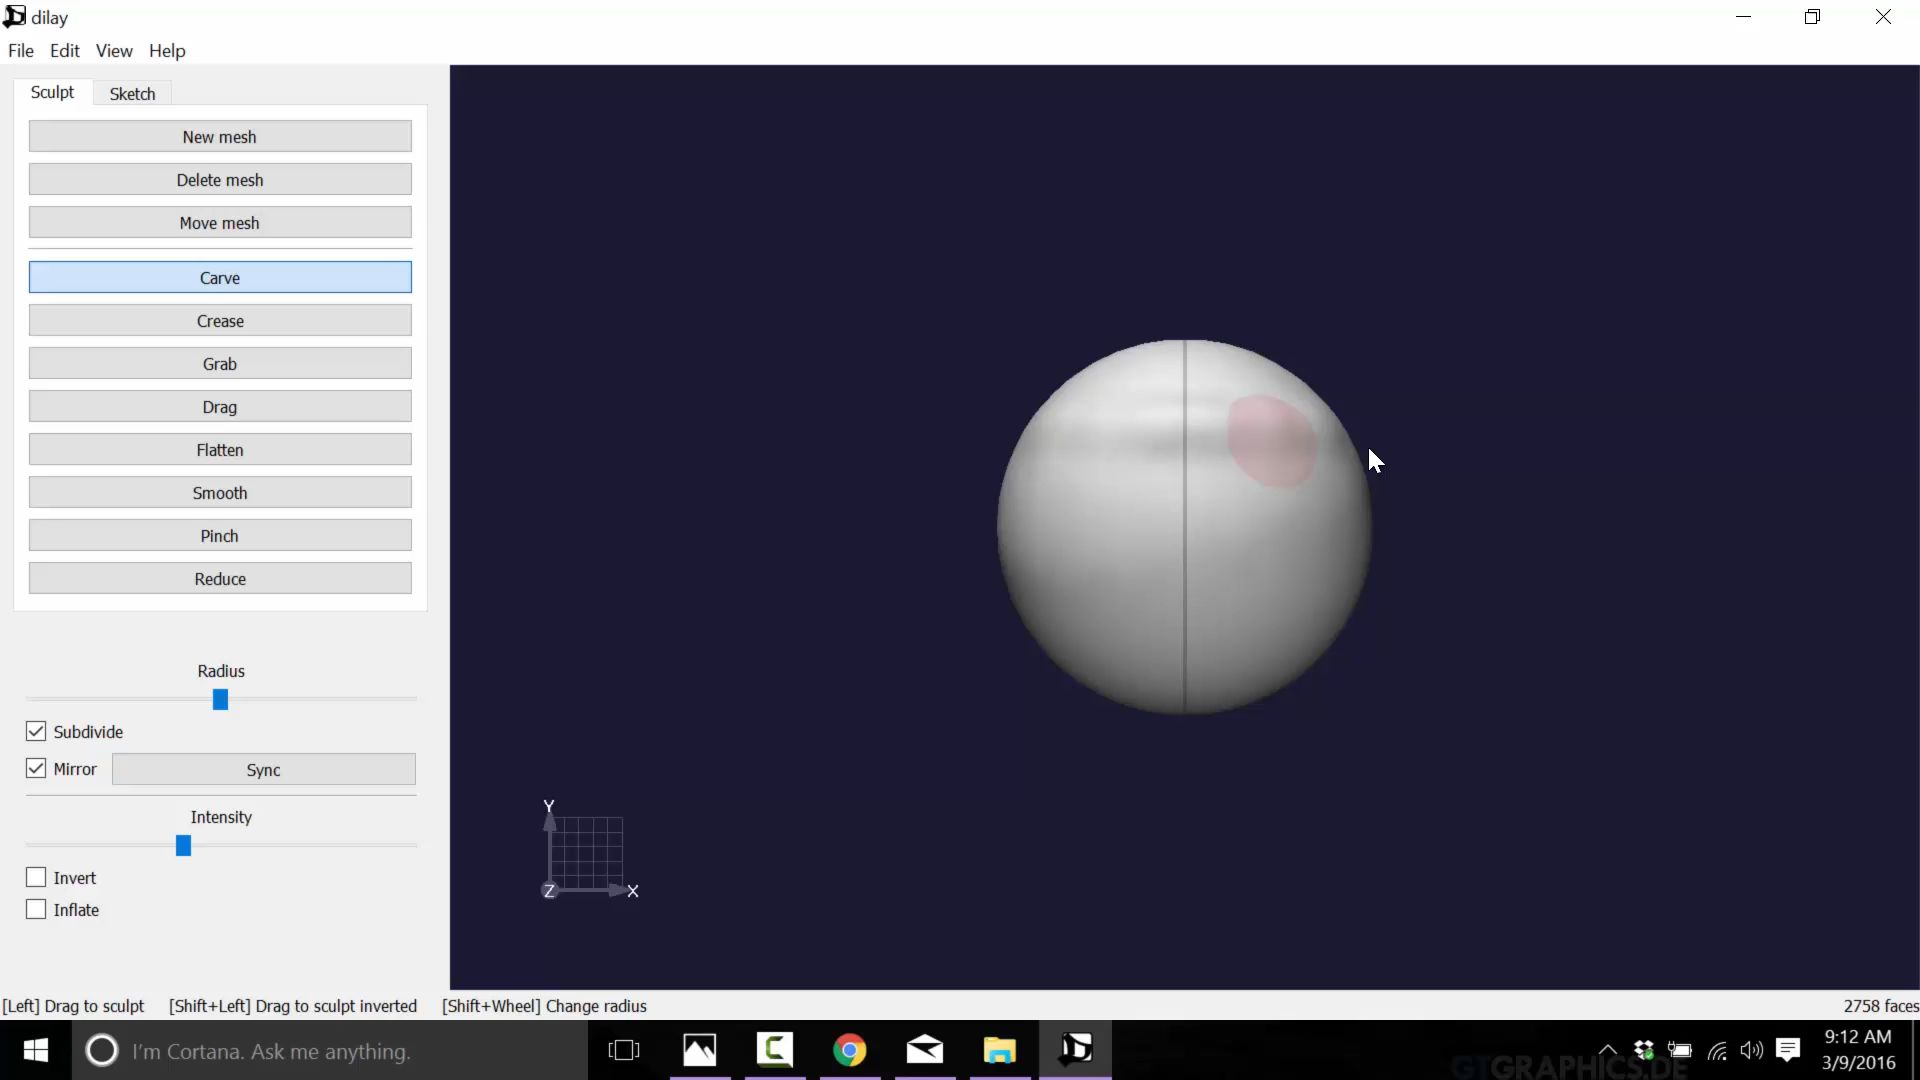 dilay
File Edit View Help
Sculpt Sketch
New mesh
Delete mesh
Move mesh
Carve
Crease
Grab
Drag
Flatten
Smooth
Pinch
Reduce
Radius
Subdivide
Mirror Sync
Intensity
Invert
Inflate
Y
Z X
[Left] Drag to sculpt [Shift+Left] Drag to sculpt inverted [Shift+Wheel] Change radius 2758 faces
I'm Cortana. Ask me anything.
9:12 AM
3/9/2016
GTGRAPHICS.DE